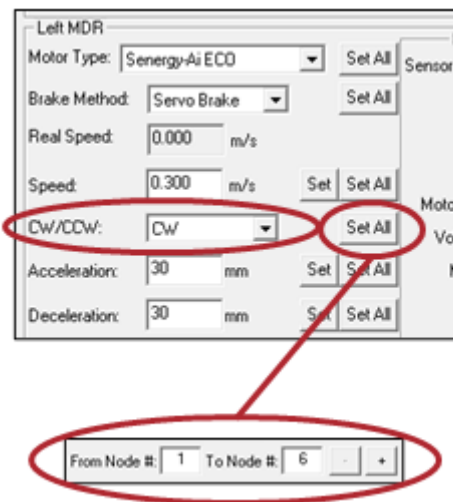 Left MDR
Motor Type: Senergy-Ai ECO Set All Sensor
Brake Method: Servo Brake Set All
Real Speed: 0.000 m/s
Speed: 0.300 m/s Set Set All
Moto
CW/CCW: CW Set All
Vo
Acceleration: 30 mm Set Set All
Deceleration: 30 mm Set Set All
From Node #: 1 To Node #: 6 - +